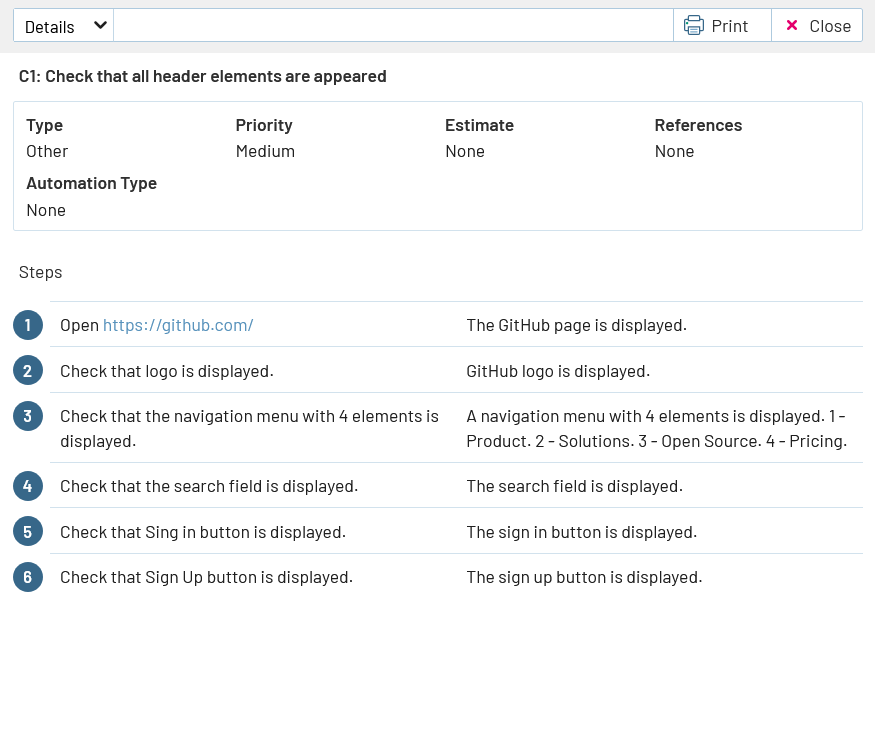 Details
Print
Close
C1: Check that all header elements are appeared
Type
Priority
Estimate
References
Other
Medium
None
None
Automation Type
None
Steps
1
Open https://github.com/
The GitHub page is displayed.
2
Check that logo is displayed.
GitHub logo is displayed.
3
Check that the navigation menu with 4 elements is
displayed.
A navigation menu with 4 elements is displayed. 1 -
Product. 2 - Solutions. 3 - Open Source. 4 - Pricing.
4
Check that the search field is displayed.
The search field is displayed.
5
Check that Sing in button is displayed.
The sign in button is displayed.
6
Check that Sign Up button is displayed.
The sign up button is displayed.